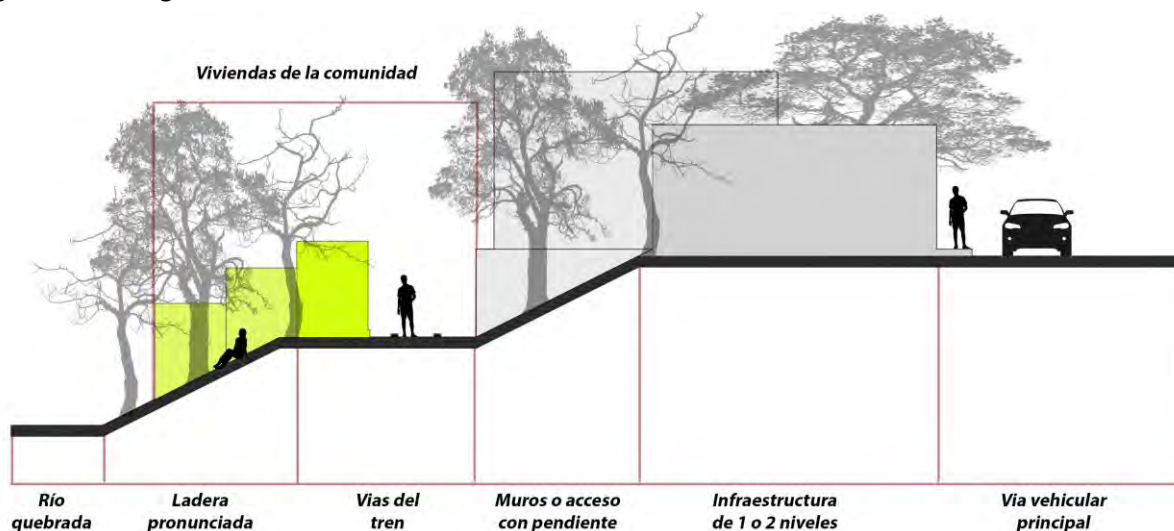 Viviendas de la comunidad
Río
quebrada
Ladera
pronunciada
Vias del
tren
Muros o acceso
con pendiente
Infraestructura
de 1 o 2 niveles
Via vehicular
principal